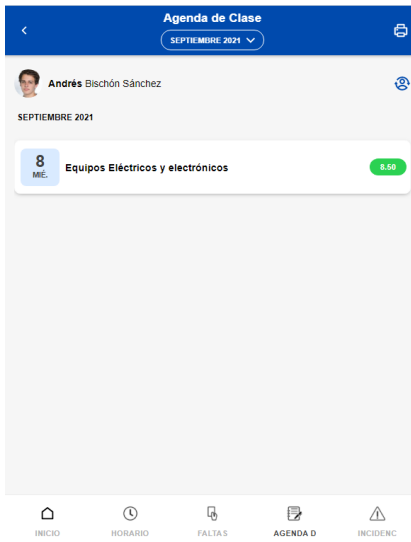 Agenda de Clase
SEPTIEMBRE 2021
Andrés Bischón Sánchez
SEPTIEMBRE 2021
8
MIÉ.
Equipos Eléctricos y electrónicos
8.50
INICIO
HORARIO
FALTAS
AGENDA D
INCIDENC